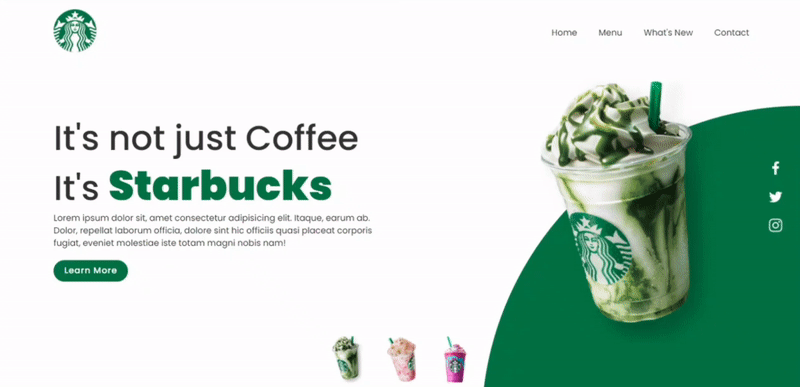 Home Menu What's New Contact
It's not just Coffee
It's Starbucks
Lorem ipsum dolor sit, amet consectetur adipisicing elit. Itaque, earum ab.
Dolor, repellat laborum officia, dolore sint hic officiis quasi placeat corporis
fugiat, eveniet molestiae iste totam magni nobis nam!
Learn More